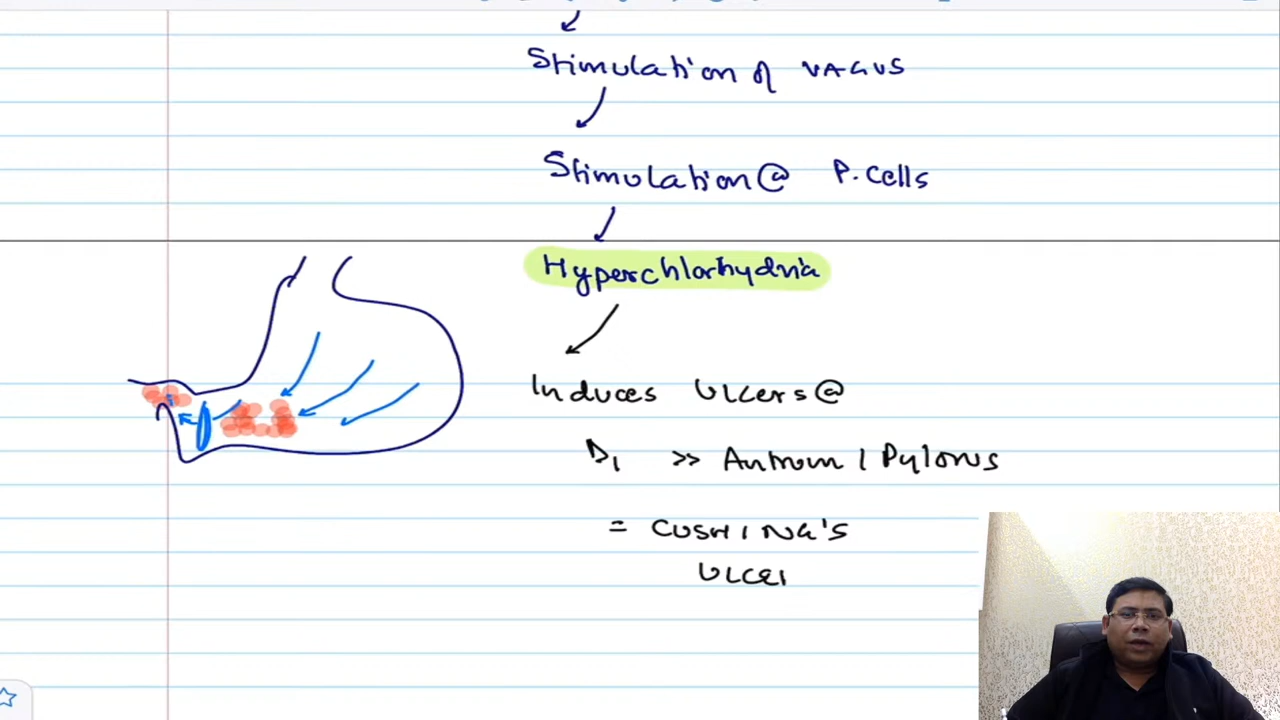 Stimulation of VAGUS
Stimulation @ P. cells
Hyperchlorhydria
Induces Ulcers @
D1 >> Antrum / Pylorus
= CUSHING'S
ULCER